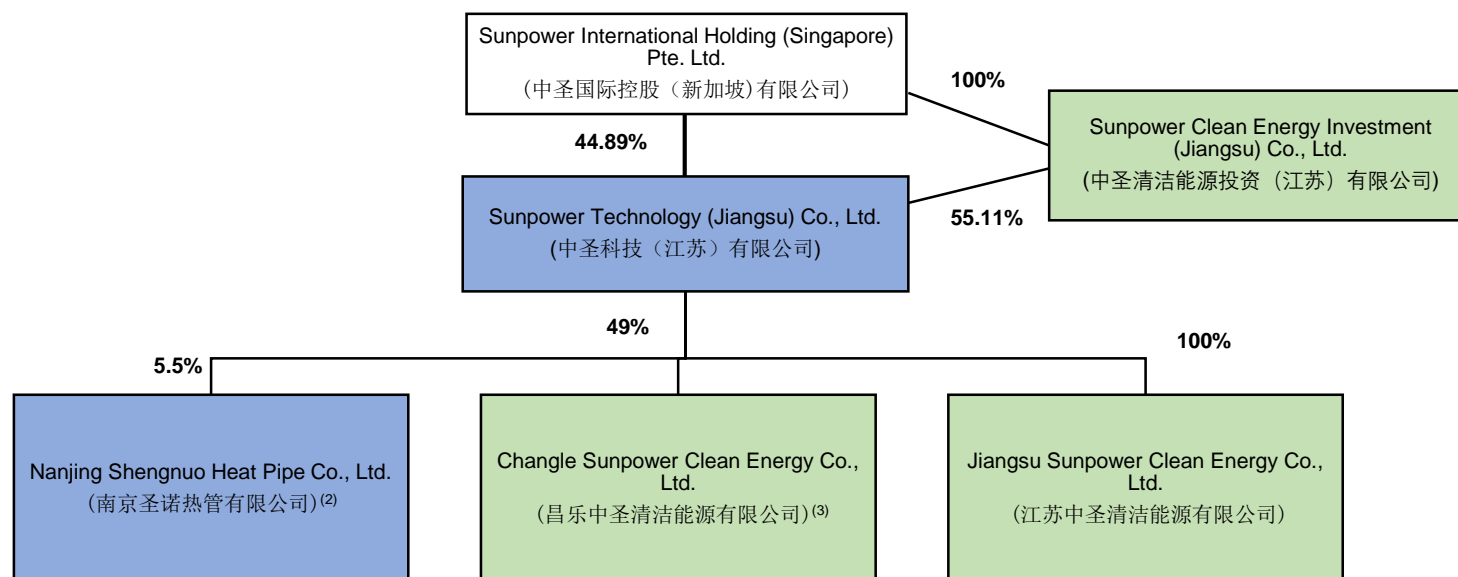 Sunpower International Holding (Singapore)
Pte. Ltd.
（中圣国际控股（新加坡)有限公司）
100%
44.89%
Sunpower Clean Energy Investment
(Jiangsu) Co., Ltd.
(中圣清洁能源投资（江苏）有限公司)
Sunpower Technology (Jiangsu) Co., Ltd.
(中圣科技（江苏）有限公司)
55.11%
49%
5.5%
100%
Nanjing Shengnuo Heat Pipe Co., Ltd.
(南京圣诺热管有限公司)(2)
Changle Sunpower Clean Energy Co.,
Ltd.
(昌乐中圣清洁能源有限公司)(3)
Jiangsu Sunpower Clean Energy Co.,
Ltd.
(江苏中圣清洁能源有限公司)